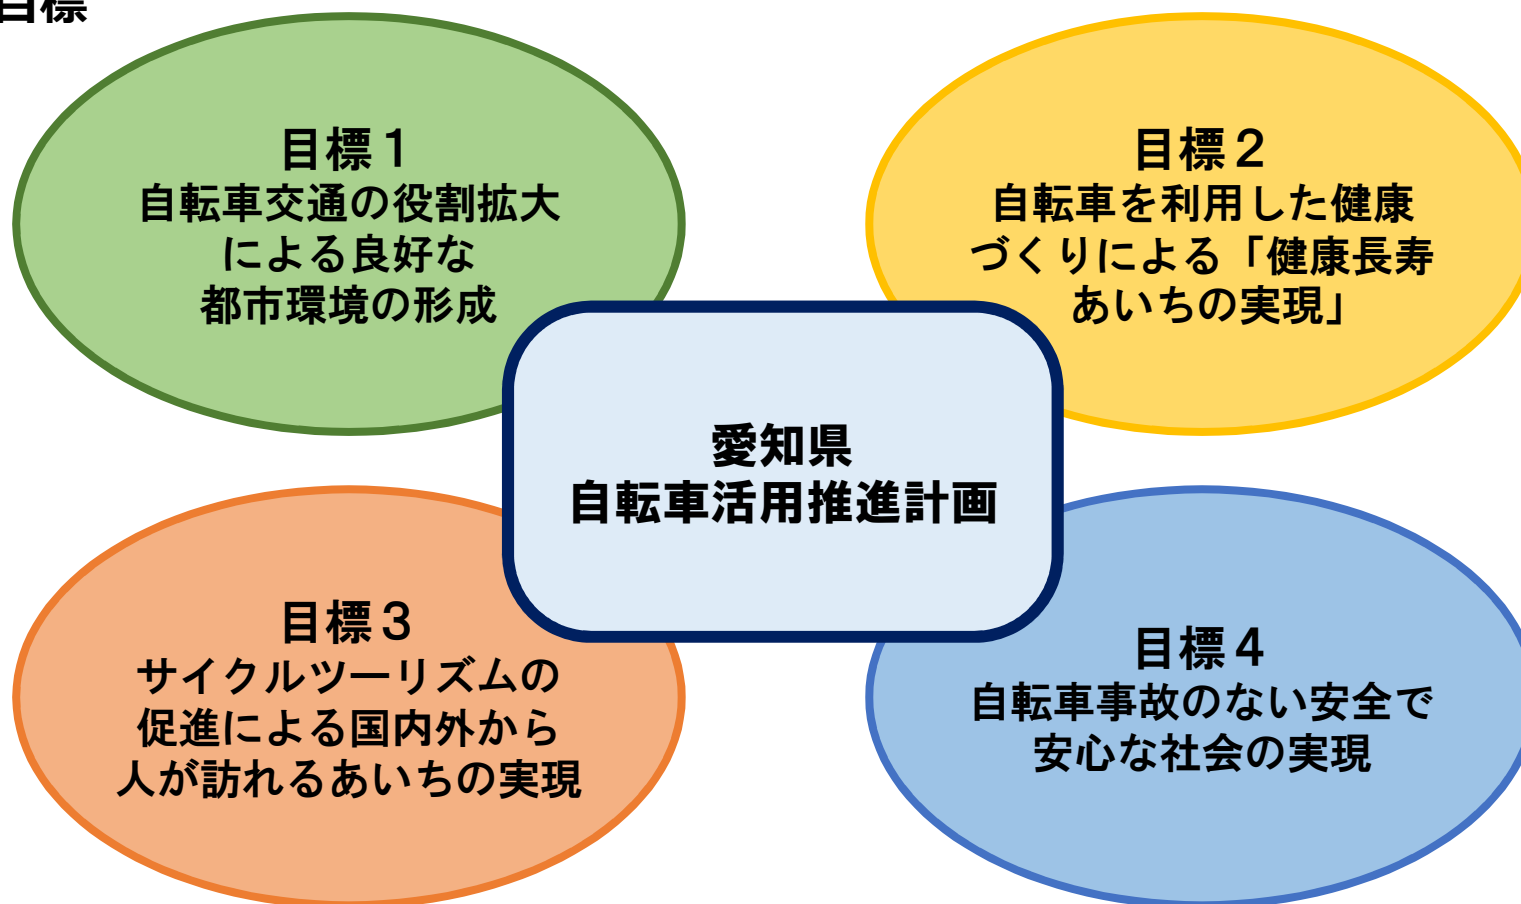 目標
目標１
自転車交通の役割拡大
による良好な
都市環境の形成
目標２
自転車を利用した健康
づくりによる「健康長寿
あいちの実現」
愛知県
自転車活用推進計画
目標３
サイクルツーリズムの
促進による国内外から
人が訪れるあいちの実現
目標４
自転車事故のない安全で
安心な社会の実現